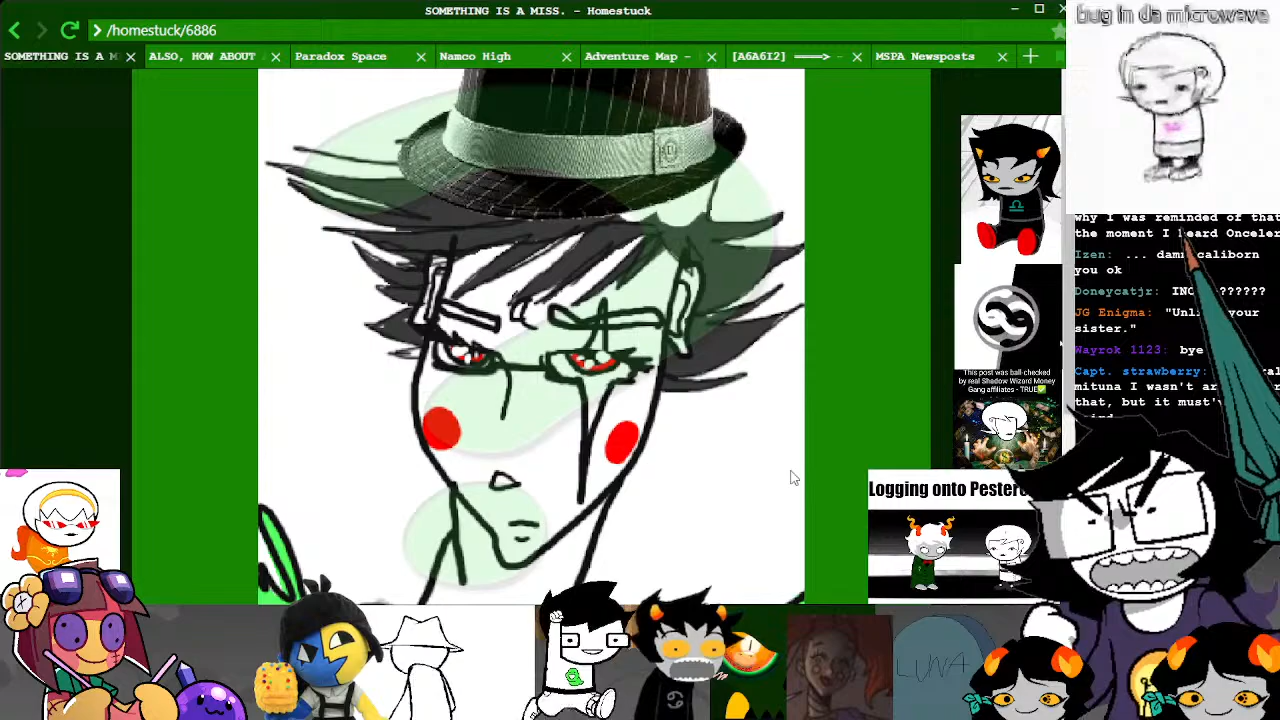 SOMETHING IS A MISS. - Homestuck
bug in da microwave
/homestuck/6886
SOMETHING IS A M
ALSO, HOW ABOUT
Paradox Space
Namco High
Adventure Map -
[A6A6I2] ===> -
MSPA Newsposts
why I was reminded of that
the moment I heard Onceler
Izen: ... damn caliborn
you ok
Doneycatjr: INC ??????
JG Enigma: "Unli your
sister."
Wayrok 1123: bye
Capt. strawberry:
mituna I wasn't ar
that, but it must'v
This post was ball-checked
by real Shadow Wizard Money
Gang affiliates - TRUE✅
Logging onto Pester
LUNA